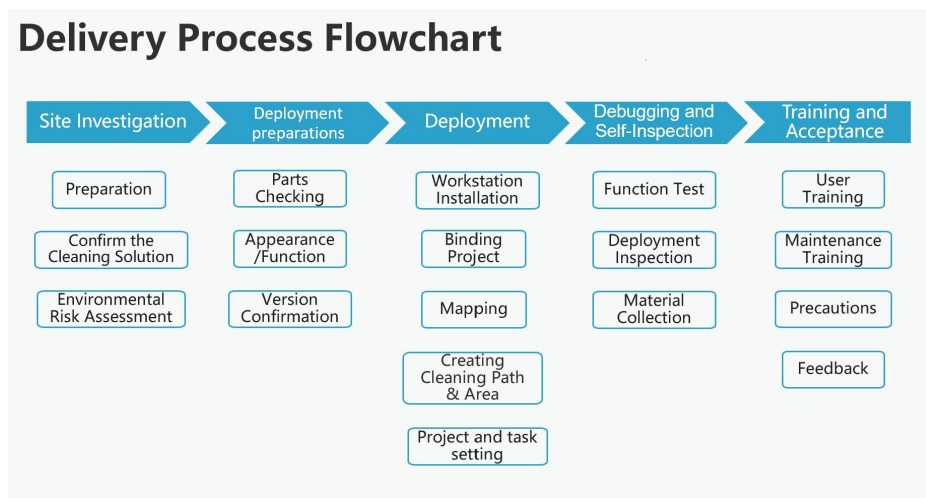 Delivery Process Flowchart
Site Investigation
Deployment
preparations
Deployment
Debugging and
Self-Inspection
Training and
Acceptance
Preparation
Confirm the
Cleaning Solution
Environmental
Risk Assessment
Parts
Checking
Appearance
/Function
Version
Confirmation
Workstation
Installation
Binding
Project
Mapping
Creating
Cleaning Path
& Area
Project and task
setting
Function Test
Deployment
Inspection
Material
Collection
User
Training
Maintenance
Training
Precautions
Feedback